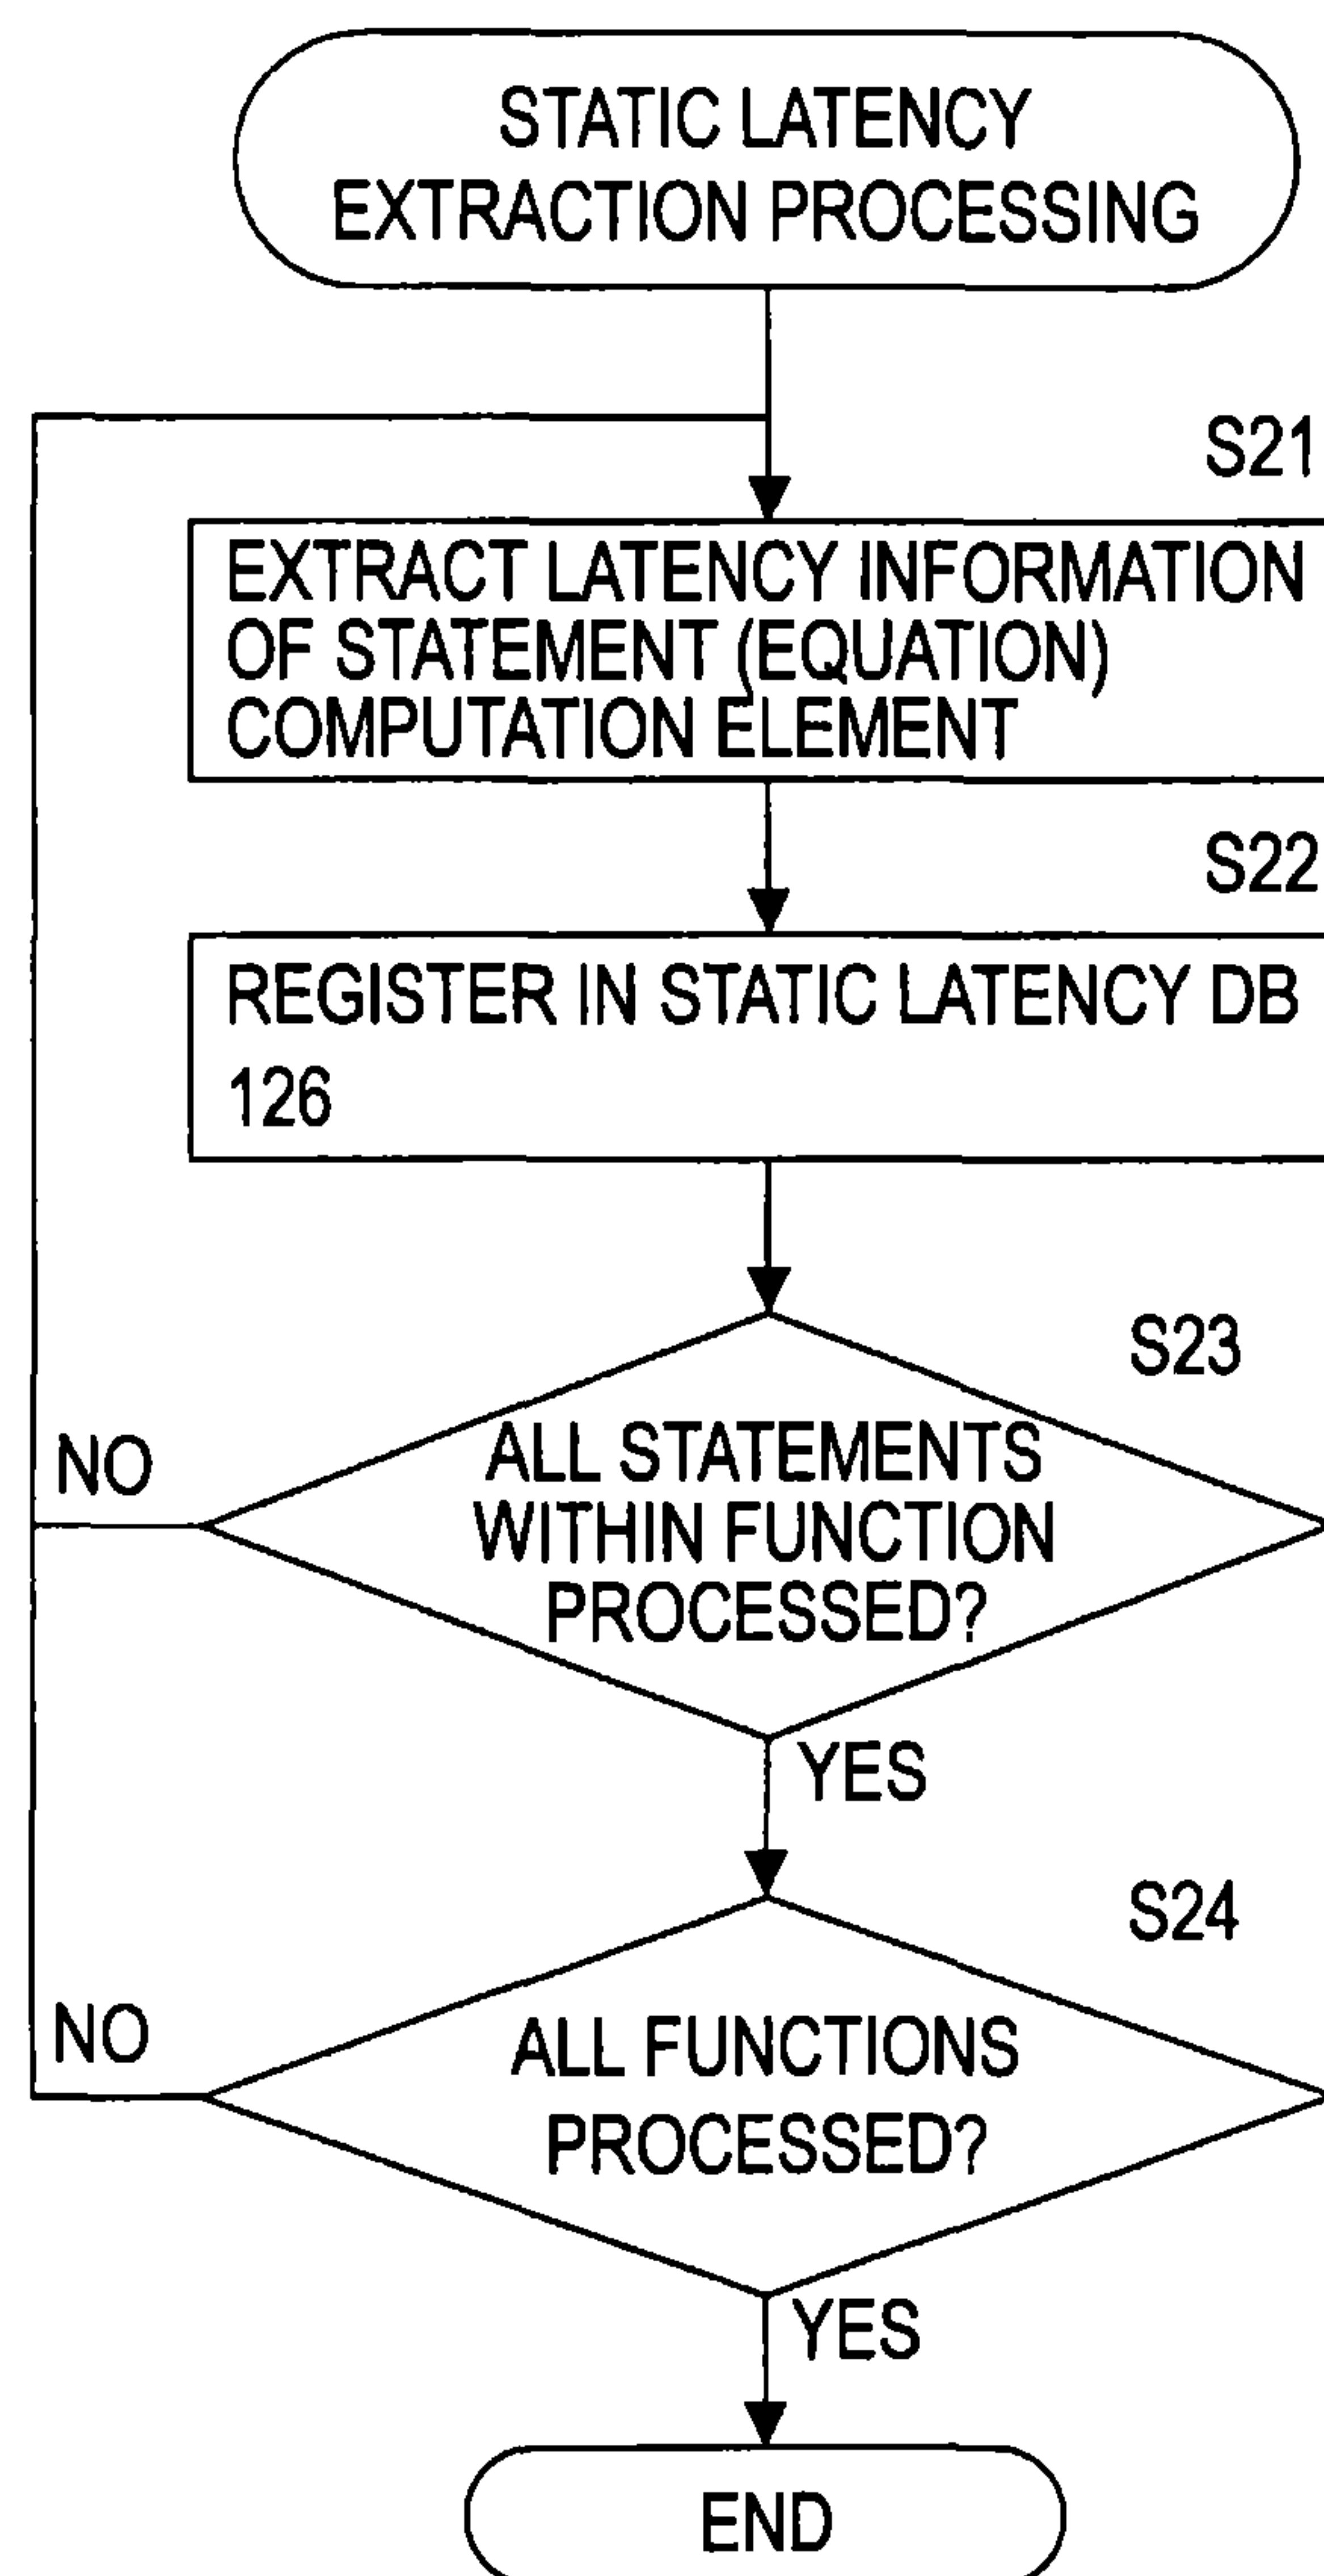 STATIC LATENCY
EXTRACTION PROCESSING
S21
EXTRACT LATENCY INFORMATION
OF STATEMENT (EQUATION)
COMPUTATION ELEMENT
S22
REGISTER IN STATIC LATENCY DB
126
S23
ALL STATEMENTS
WITHIN FUNCTION
PROCESSED?
NO
YES
S24
ALL FUNCTIONS
PROCESSED?
NO
YES
END